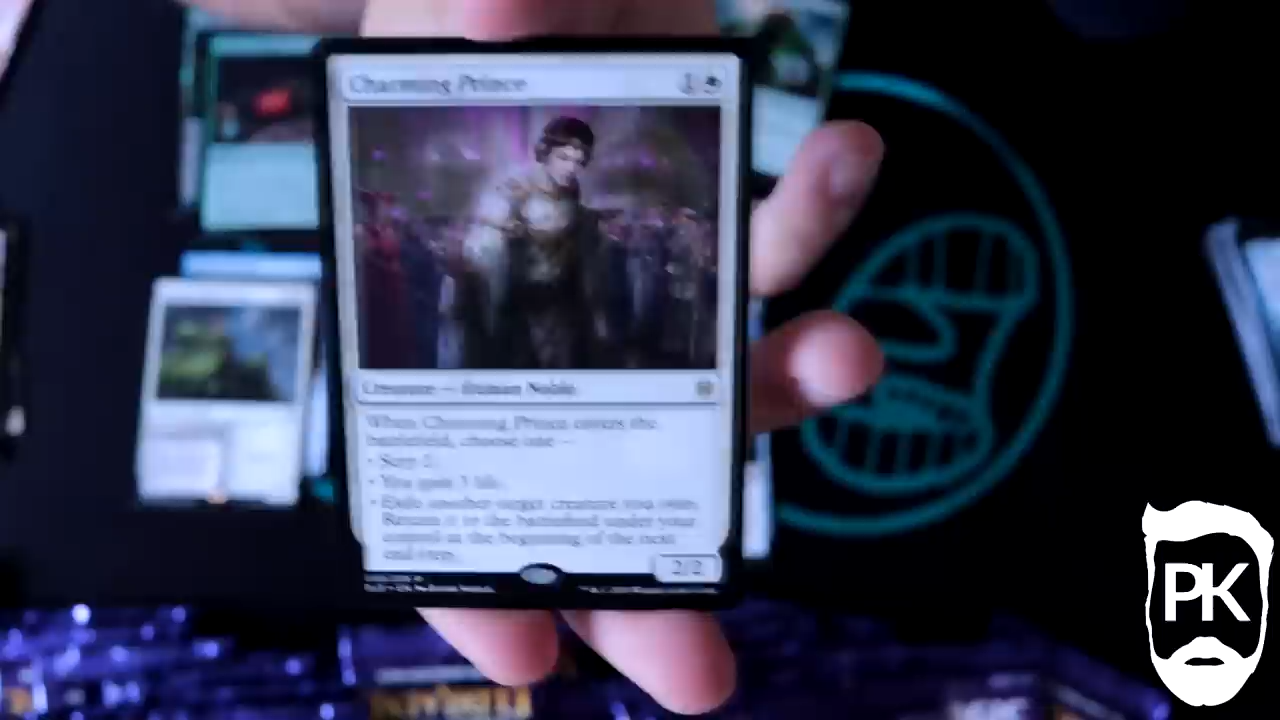 Charming Prince 1
Creature — Human Noble
When Charming Prince enters the
battlefield, choose one —
• Scry 2.
• You gain 3 life.
• Exile another target creature you own.
Return it to the battlefield under your
control at the beginning of the next
end step.
2/2
PK